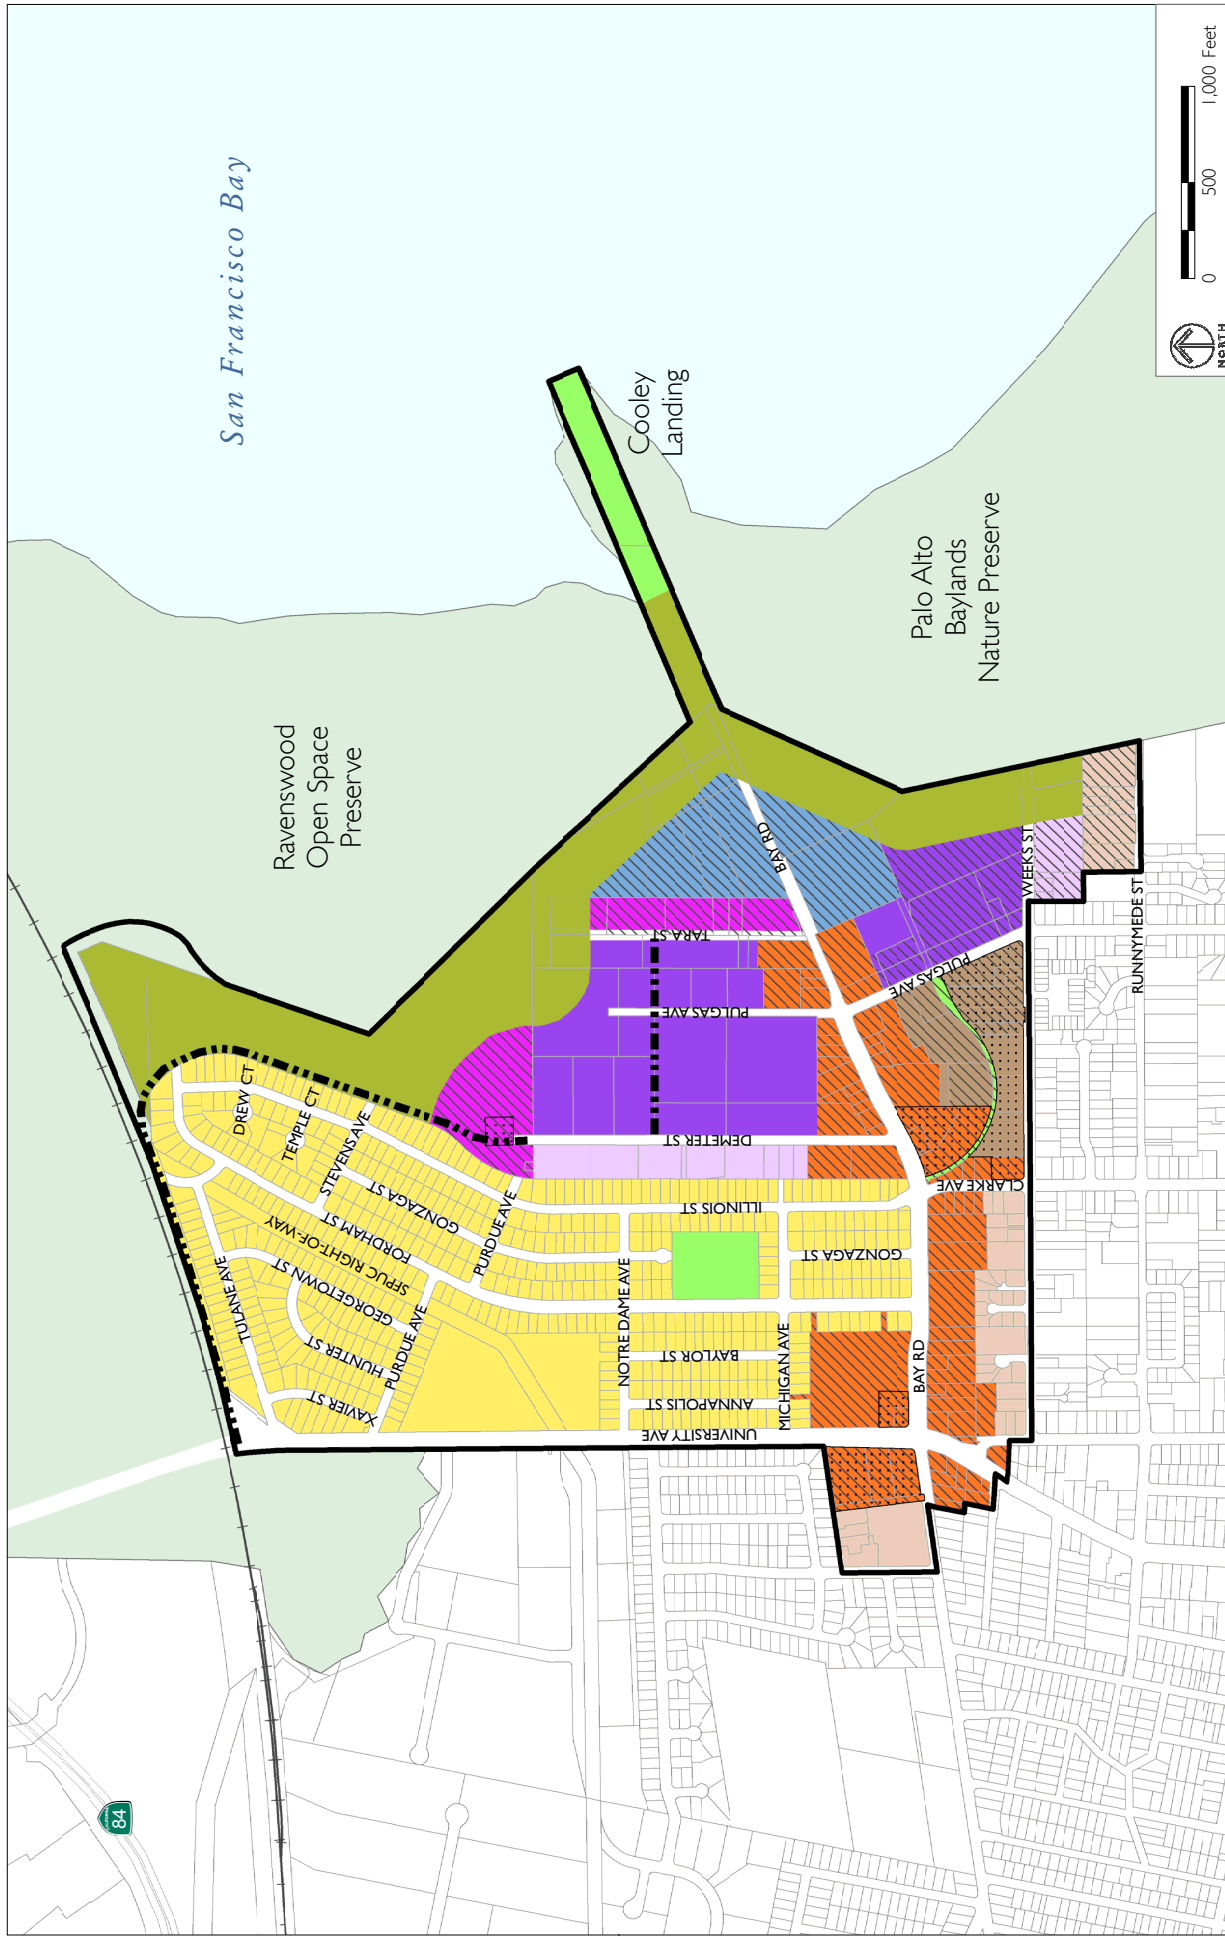 San Francisco Bay
Ravenswood
Open Space
Preserve
Cooley
Landing
Palo Alto
Baylands
Nature Preserve
CALIFORNIA
84
DREW CT
TEMPLE CT
STEVENS AVE
GONZAGA ST
FORDHAM ST
SFPUC RIGHT-OF-WAY
GEORGETOWN ST
HUNTER ST
XAVIER ST
TULANE AVE
PURDUE AVE
PURDUE AVE
NOTRE DAME AVE
ILLINOIS ST
GONZAGA ST
BAYLOR ST
ANNAPOLIS ST
MICHIGAN AVE
UNIVERSITY AVE
DEMETER ST
PULGAS AVE
TARA ST
BAY RD
BAY RD
PULGAS AVE
CLARKE AVE
WEEKS ST
RUNNYMEDE ST
NORTH
0
500
1,000 Feet